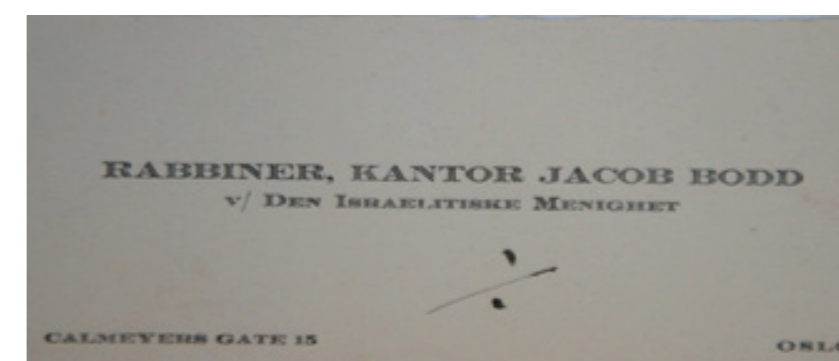 RABBINER, KANTOR JACOB BODD
V/ DEN ISRAELITISKE MENIGHET
CALMEYERS GATE 15